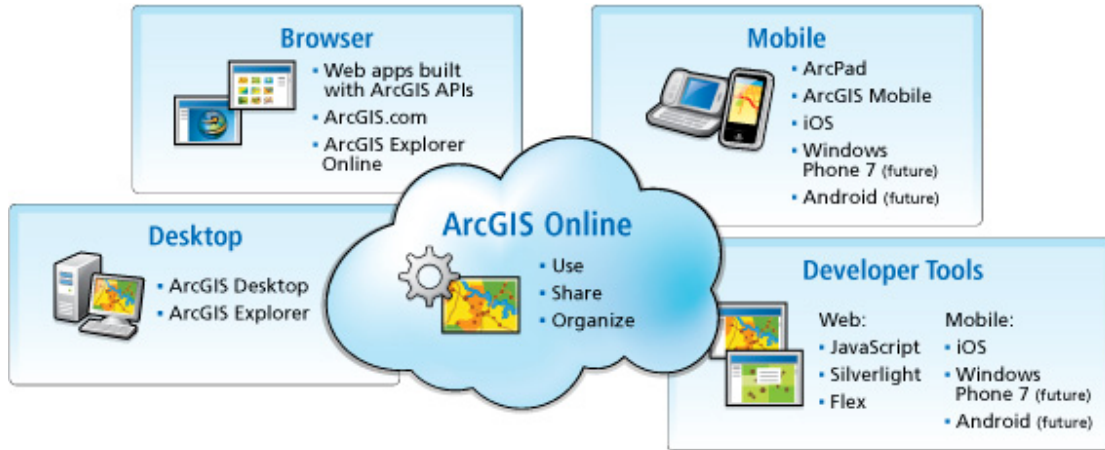 Browser
Web apps built
with ArcGIS APIs
ArcGIS.com
ArcGIS Explorer
Online
Mobile
ArcPad
ArcGIS Mobile
iOS
Windows
Phone 7 (future)
Android (future)
Desktop
ArcGIS Desktop
ArcGIS Explorer
ArcGIS Online
Use
Share
Organize
Developer Tools
Web:
JavaScript
Silverlight
Flex
Mobile:
iOS
Windows
Phone 7 (future)
Android (future)